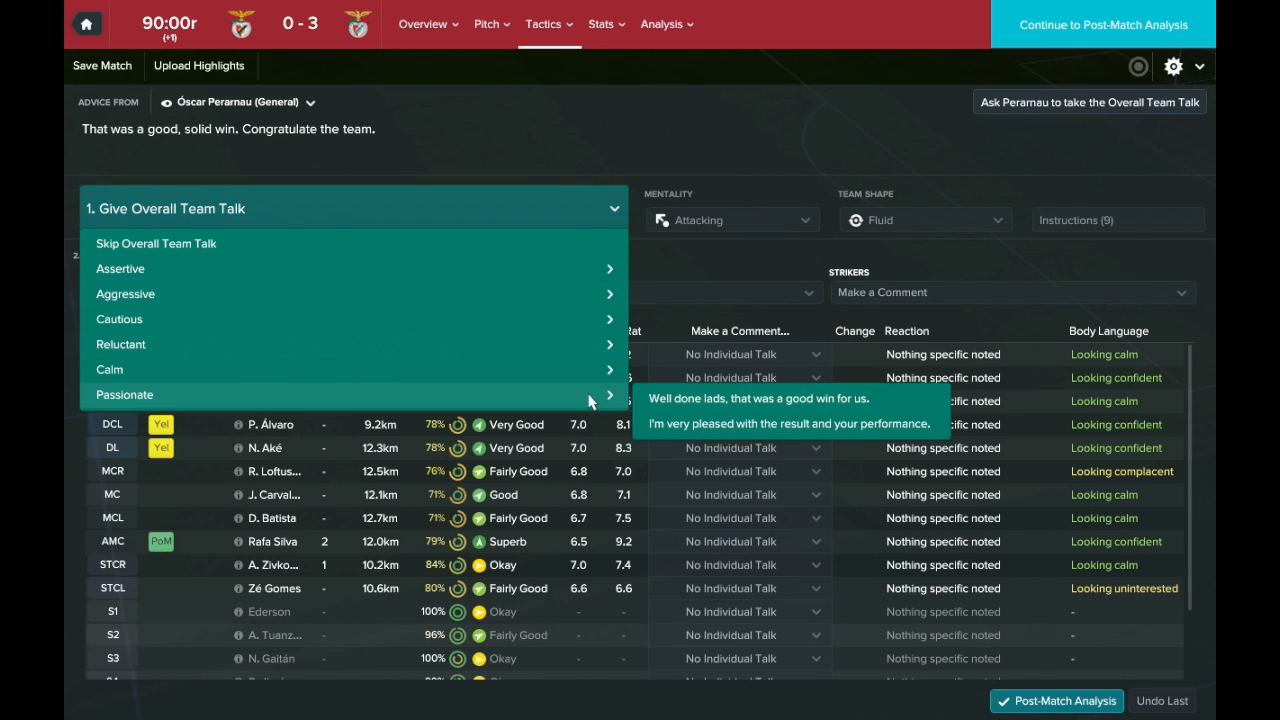 90:00r
(+1)
0 - 3
Overview
Pitch
Tactics
Stats
Analysis
Continue to Post-Match Analysis
Save Match
Upload Highlights
ADVICE FROM
Óscar Perarnau (General)
Ask Perarnau to take the Overall Team Talk
That was a good, solid win. Congratulate the team.
1. Give Overall Team Talk
MENTALITY
TEAM SHAPE
Attacking
Fluid
Instructions (9)
Skip Overall Team Talk
Assertive
Aggressive
Cautious
Reluctant
Calm
Passionate
2.
STRIKERS
Make a Comment
Make a Comment...
Change
Reaction
Body Language
No Individual Talk Nothing specific noted Looking calm
No Individual Talk Nothing specific noted Looking confident
Nothing specific noted Looking calm
Well done lads, that was a good win for us.
I'm very pleased with the result and your performance.
DCL Yel P. Álvaro - 9.2km 78% Very Good 7.0 8.1 Looking confident
DL Yel N. Aké - 12.3km 78% Very Good 7.0 8.3 No Individual Talk Nothing specific noted Looking confident
MCR R. Loftus... - 12.5km 76% Fairly Good 6.8 7.0 No Individual Talk Nothing specific noted Looking complacent
MC J. Carval... - 12.1km 71% Good 6.8 7.1 No Individual Talk Nothing specific noted Looking calm
MCL D. Batista - 12.7km 71% Fairly Good 6.7 7.5 No Individual Talk Nothing specific noted Looking calm
AMC PoM Rafa Silva 2 12.0km 79% Superb 6.5 9.2 No Individual Talk Nothing specific noted Looking confident
STCR A. Zivko... 1 10.2km 84% Okay 7.0 7.4 No Individual Talk Nothing specific noted Looking calm
STCL Zé Gomes - 10.6km 80% Fairly Good 6.6 6.6 No Individual Talk Nothing specific noted Looking uninterested
S1 Ederson - 100% Okay - - No Individual Talk Nothing specific noted -
S2 A. Tuanz... - 96% Fairly Good - - No Individual Talk Nothing specific noted -
S3 N. Gaitán - 100% Okay - - No Individual Talk Nothing specific noted -
Post-Match Analysis
Undo Last